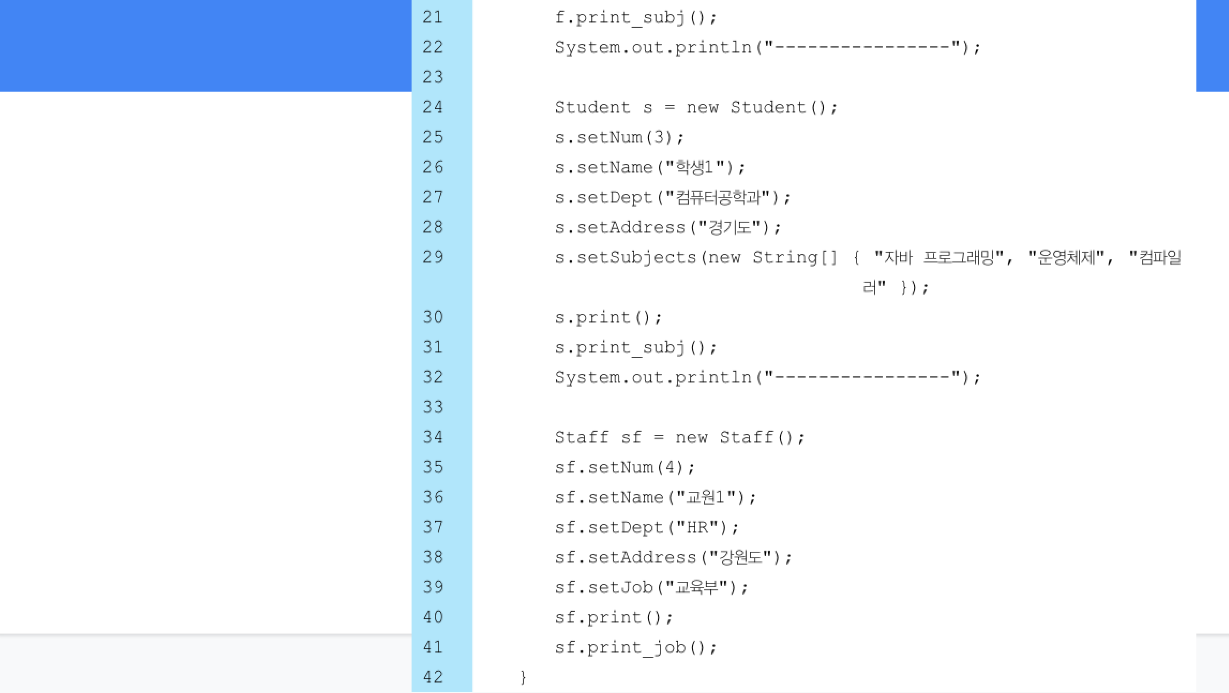 21 f.print_subj();
22 System.out.println("----------------");
23
24 Student s = new Student();
25 s.setNum(3);
26 s.setName("학생1");
27 s.setDept("컴퓨터공학과");
28 s.setAddress("경기도");
29 s.setSubjects(new String[] { "자바 프로그래밍", "운영체제", "컴파일
러" });
30 s.print();
31 s.print_subj();
32 System.out.println("----------------");
33
34 Staff sf = new Staff();
35 sf.setNum(4);
36 sf.setName("교원1");
37 sf.setDept("HR");
38 sf.setAddress("강원도");
39 sf.setJob("교육부");
40 sf.print();
41 sf.print_job();
42 }